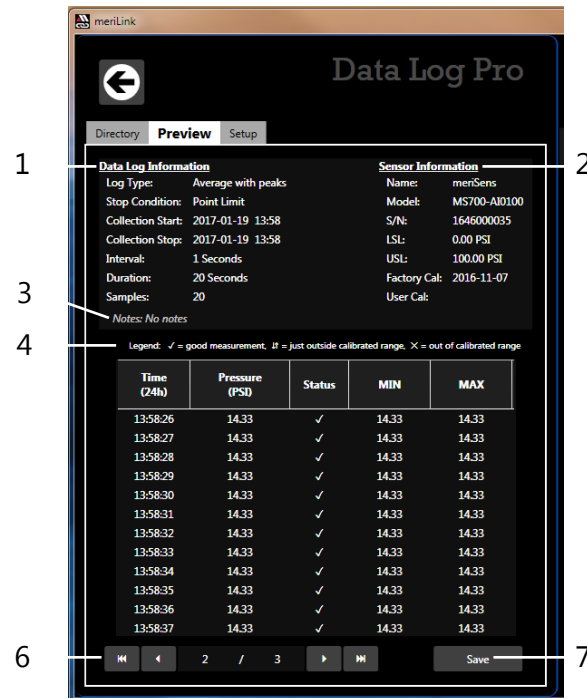 meriLink
Data Log Pro
Directory Preview Setup
1 Data Log Information Sensor Information 2
Log Type: Average with peaks Name: meriSens
Stop Condition: Point Limit Model: MS700-AI0100
Collection Start: 2017-01-19 13:58 S/N: 1646000035
Collection Stop: 2017-01-19 13:58 LSL: 0.00 PSI
Interval: 1 Seconds USL: 100.00 PSI
Duration: 20 Seconds Factory Cal: 2016-11-07
Samples: 20 User Cal:
3 Notes: No notes
4 Legend: ✓ = good measurement, ⇵ = just outside calibrated range, ✕ = out of calibrated range
Time (24h) Pressure (PSI) Status MIN MAX
13:58:26 14.33 ✓ 14.33 14.33
13:58:27 14.33 ✓ 14.33 14.33
13:58:28 14.33 ✓ 14.33 14.33
13:58:29 14.33 ✓ 14.33 14.33
13:58:30 14.33 ✓ 14.33 14.33
13:58:31 14.33 ✓ 14.33 14.33
13:58:32 14.33 ✓ 14.33 14.33
13:58:33 14.33 ✓ 14.33 14.33
13:58:34 14.33 ✓ 14.33 14.33
13:58:35 14.33 ✓ 14.33 14.33
13:58:36 14.33 ✓ 14.33 14.33
13:58:37 14.33 ✓ 14.33 14.33
6 2 / 3 Save 7